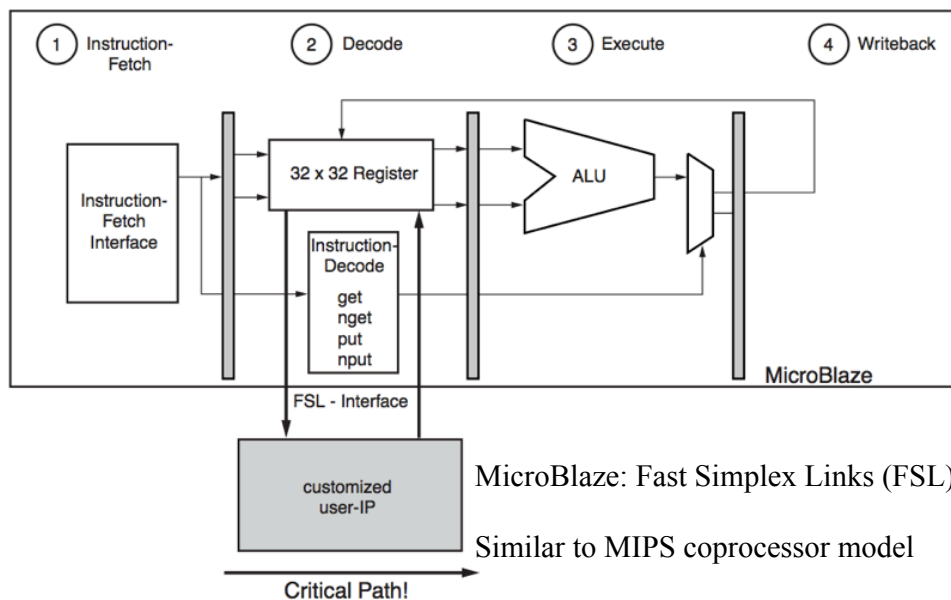 1 Instruction-
Fetch
2 Decode
3 Execute
4 Writeback
Instruction-
Fetch
Interface
32 x 32 Register
ALU
Instruction-
Decode
get
nget
put
nput
MicroBlaze
FSL - Interface
customized
user-IP
MicroBlaze: Fast Simplex Links (FSL)
Similar to MIPS coprocessor model
Critical Path!